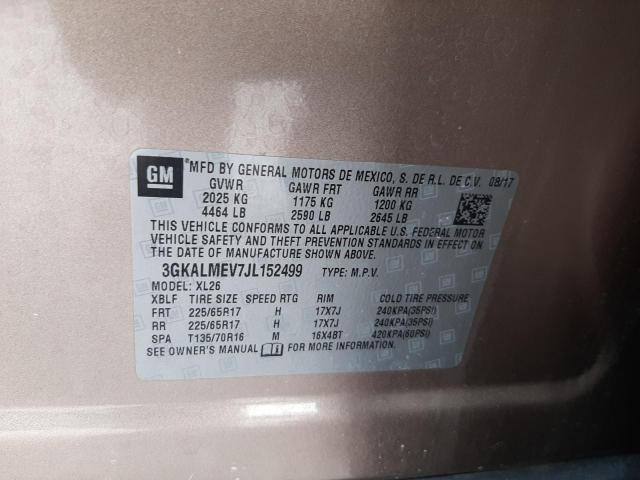 GM
®MFD BY GENERAL MOTORS DE MEXICO, S. DE R.L. DE C.V. 08/17
GVWR GAWR FRT GAWR RR
2025 KG 1175 KG 1200 KG
4464 LB 2590 LB 2645 LB
THIS VEHICLE CONFORMS TO ALL APPLICABLE U.S. FEDERAL MOTOR
VEHICLE SAFETY AND THEFT PREVENTION STANDARDS IN EFFECT ON
THE DATE OF MANUFACTURE SHOWN ABOVE.
3GKALMEV7JL152499 TYPE: M.P.V.
MODEL: XL26
XBLF TIRE SIZE SPEED RTG RIM COLD TIRE PRESSURE
FRT 225/65R17 H 17X7J 240KPA(35PSI)
RR 225/65R17 H 17X7J 240KPA(35PSI)
SPA T135/70R16 M 16X4BT 420KPA(60PSI)
SEE OWNER'S MANUAL FOR MORE INFORMATION.